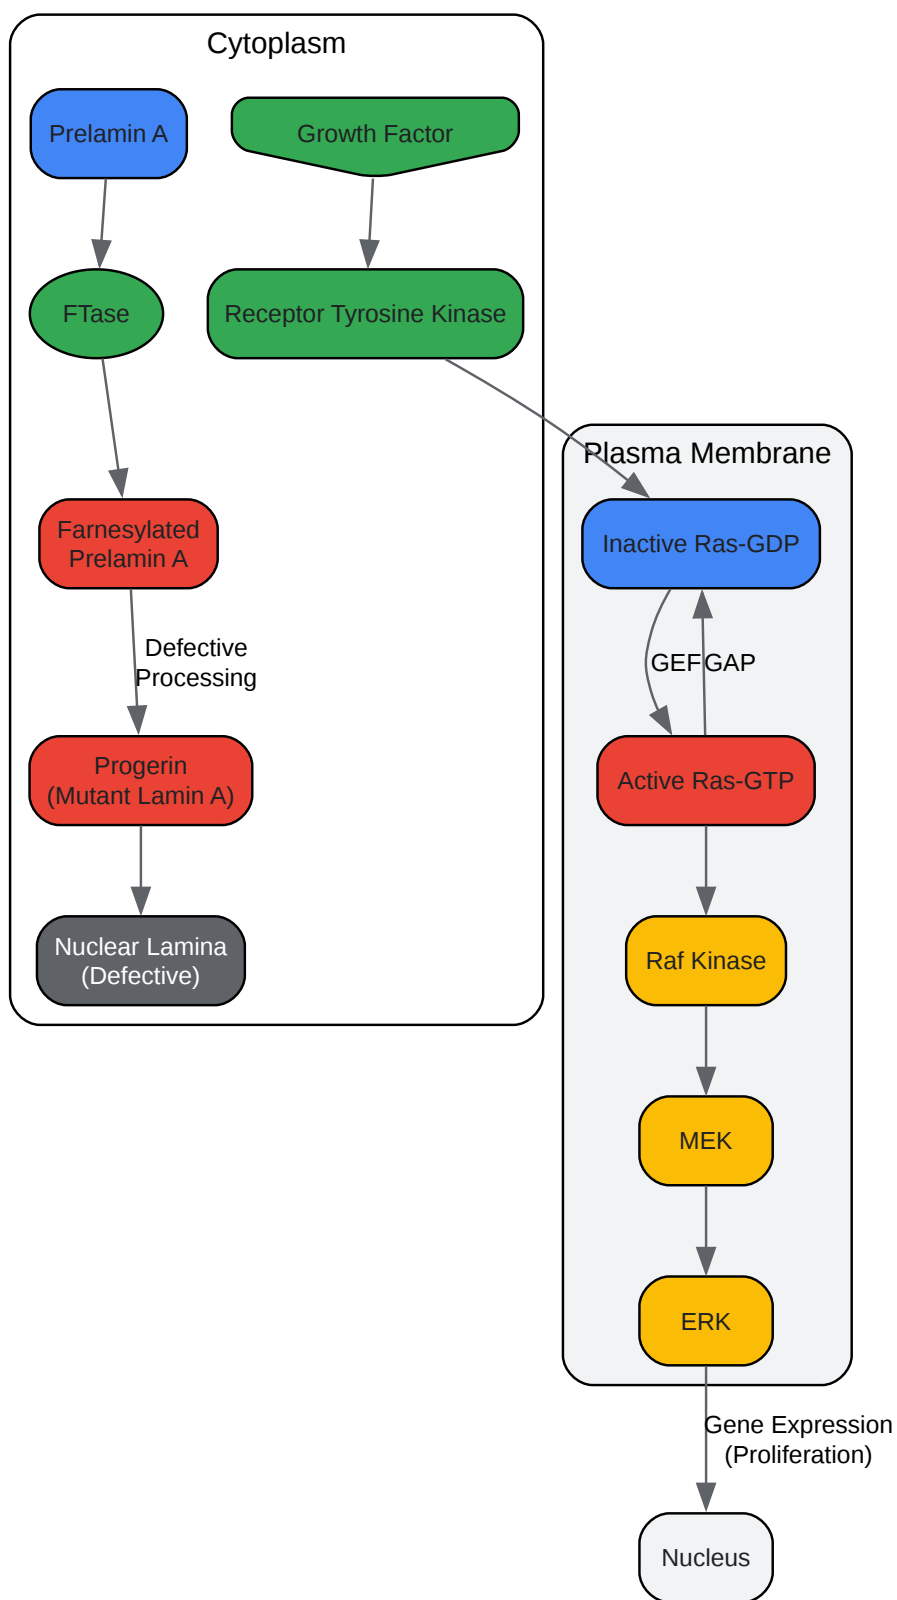 Cytoplasm
Prelamin A
Growth Factor
FTase
Receptor Tyrosine Kinase
Plasma Membrane
Farnesylated
Prelamin A
Inactive Ras-GDP
Defective
Processing
GEF
GAP
Progerin
(Mutant Lamin A)
Active Ras-GTP
Nuclear Lamina
(Defective)
Raf Kinase
MEK
ERK
Gene Expression
(Proliferation)
Nucleus